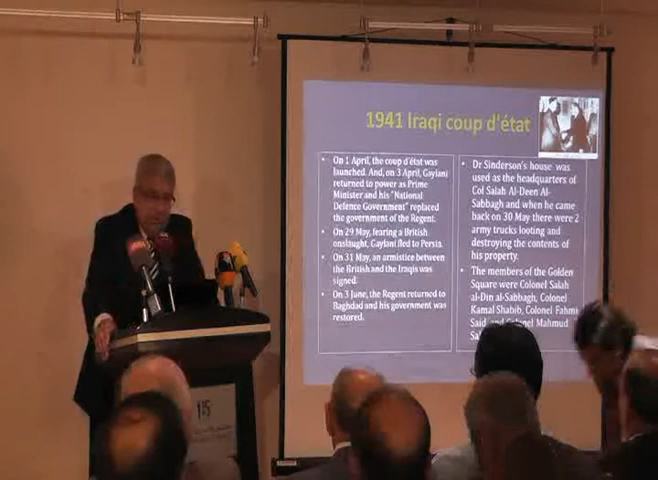 1941 Iraqi coup d'état
On 1 April, the coup d'état was
launched. And, on 3 April, Gaylani
returned to power as Prime
Minister and his "National
Defence Government" replaced
the government of the Regent.
On 29 May, fearing a British
onslaught, Gaylani fled to Persia.
On 31 May, an armistice between
the British and the Iraqis was
signed.
On 3 June, the Regent returned to
Baghdad and his government was
restored.
Dr Sinderson's house was
used as the headquarters of
Col Salah Al-Deen Al-
Sabbagh and when he came
back on 30 May there were 2
army trucks looting and
destroying the contents of
his property.
The members of the Golden
Square were Colonel Salah
al-Din al-Sabbagh, Colonel
Kamal Shabib, Colonel Fahmi
Said, and Colonel Mahmud